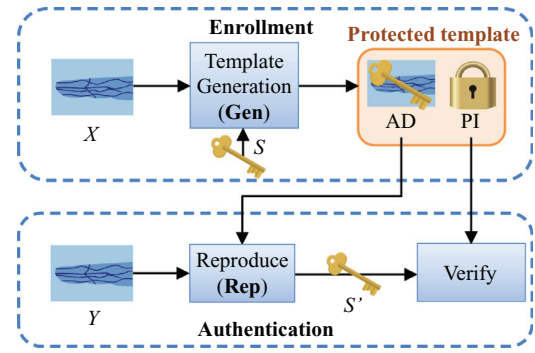 Enrollment
Protected template
Template
Generation
(Gen)
X
S
AD
PI
Reproduce
(Rep)
Verify
S'
Y
Authentication